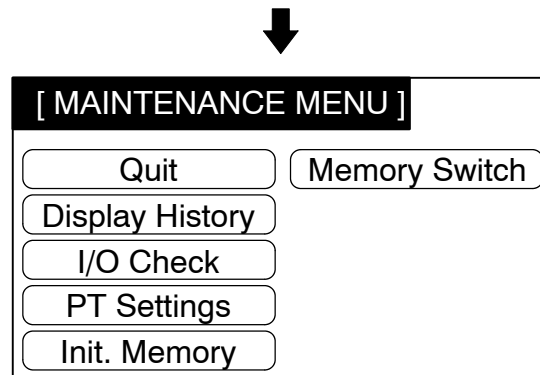 [ MAINTENANCE MENU ]
Quit Memory Switch
Display History
I/O Check
PT Settings
Init. Memory